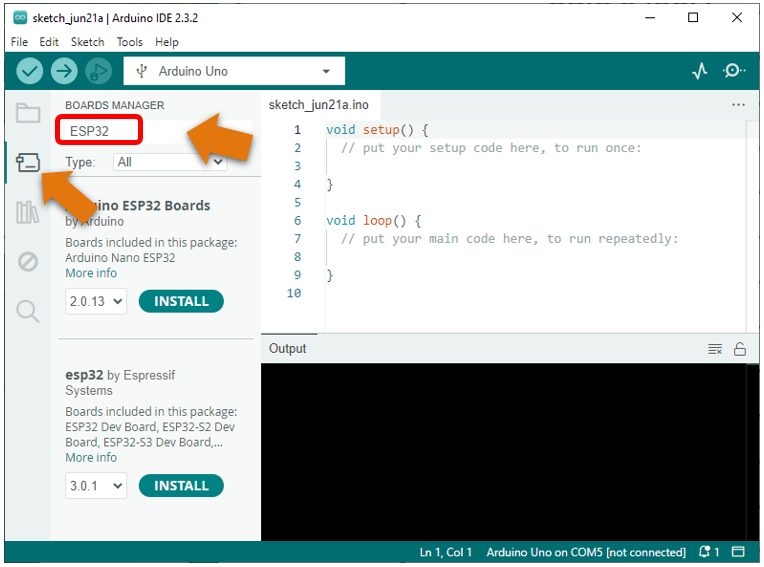 sketch_jun21a | Arduino IDE 2.3.2
File Edit Sketch Tools Help
Arduino Uno
BOARDS MANAGER
ESP32
Type: All
Arduino ESP32 Boards
by Arduino
Boards included in this package:
Arduino Nano ESP32
More info
2.0.13 INSTALL
esp32 by Espressif
Systems
Boards included in this package:
ESP32 Dev Board, ESP32-S2 Dev
Board, ESP32-S3 Dev Board,...
More info
3.0.1 INSTALL
sketch_jun21a.ino
1 void setup() {
2 // put your setup code here, to run once:
3
4 }
5
6 void loop() {
7 // put your main code here, to run repeatedly:
8
9 }
10
Output
Ln 1, Col 1 Arduino Uno on COM5 [not connected] 1